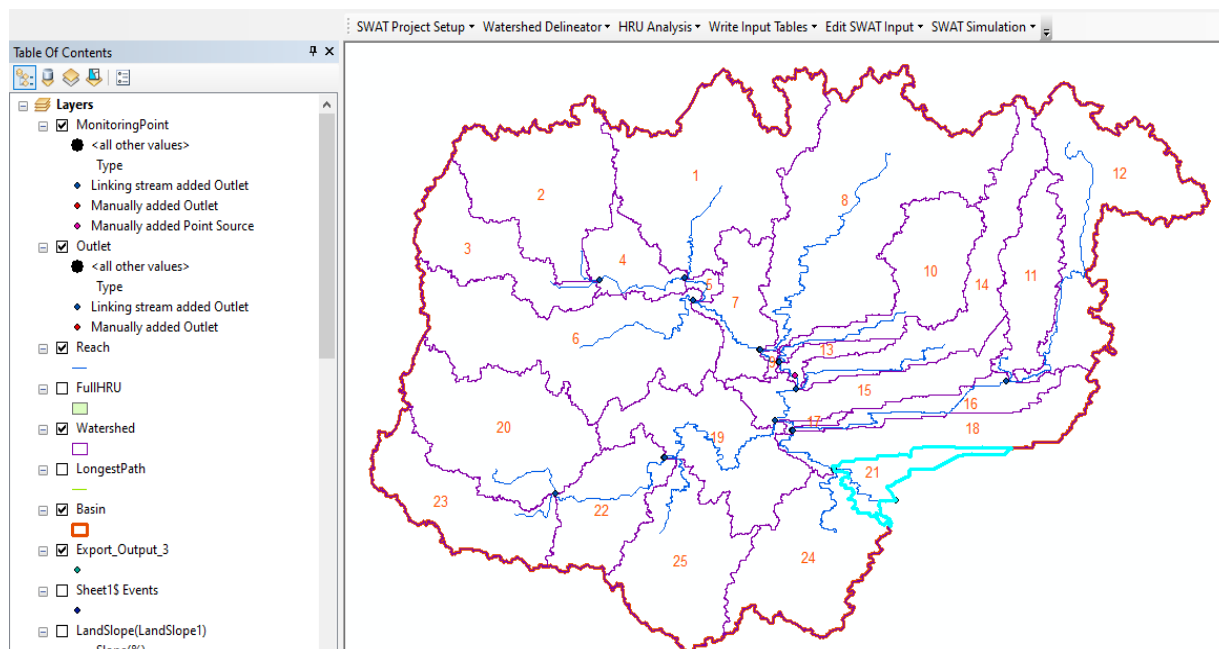 SWAT Project Setup Watershed Delineator HRU Analysis Write Input Tables Edit SWAT Input SWAT Simulation
Table Of Contents
Layers
MonitoringPoint
<all other values>
Type
Linking stream added Outlet
Manually added Outlet
Manually added Point Source
Outlet
<all other values>
Type
Linking stream added Outlet
Manually added Outlet
Reach
FullHRU
Watershed
LongestPath
Basin
Export_Output_3
Sheet1$ Events
LandSlope(LandSlope1)
1
2
8
12
3
4
5
7
10
14
11
6
13
9
15
16
17
18
20
19
21
23
22
25
24